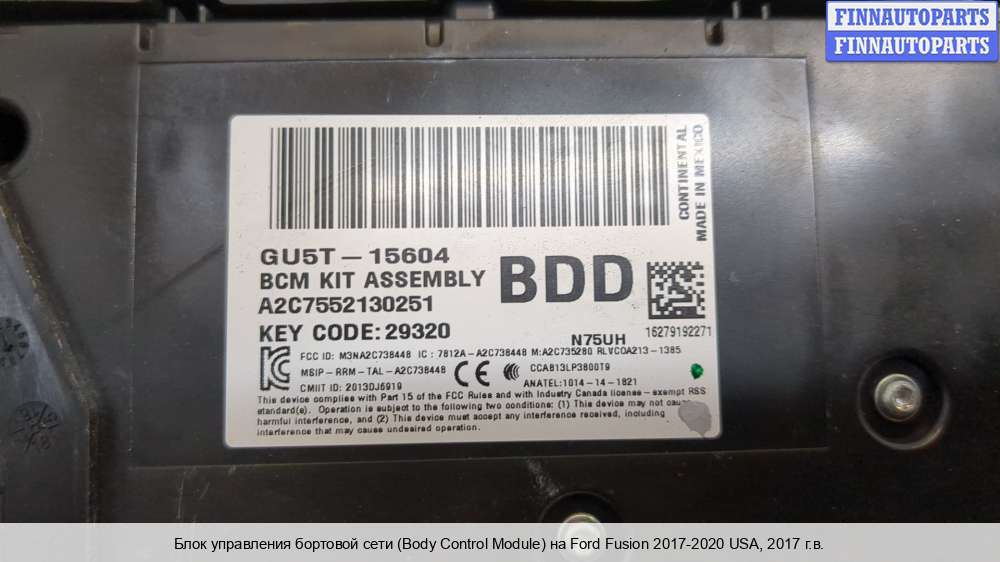 FINNAUTOPARTS
FINNAUTOPARTS
CONTINENTAL
MADE IN MEXICO
GU5T-15604
BCM KIT ASSEMBLY
BDD
A2C7552130251
KEY CODE: 29320
N75UH
16279192271
FCC ID: M3NA2C738448 IC: 7812A-A2C738448 M:A2C735280 RLVCOA213-1385
MSIP-RRM-TAL-A2C738448
CCAB13LP3800T9
CMIIT ID: 2013DJ6919
ANATEL:1014-14-1821
This device complies with Part 15 of the FCC Rules and with Industry Canada license-exempt RSS
standard(s). Operation is subject to the following two conditions: (1) This device may not cause
harmful interference, and (2) This device must accept any interference received, including
interference that may cause undesired operation.
Блок управления бортовой сети (Body Control Module) на Ford Fusion 2017-2020 USA, 2017 г.в.